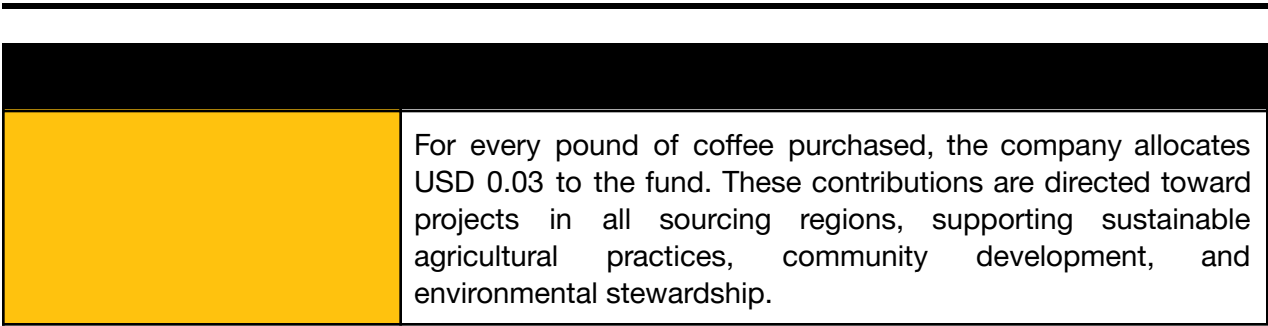 For every pound of coffee purchased, the company allocates
USD 0.03 to the fund. These contributions are directed toward
projects in all sourcing regions, supporting sustainable
agricultural practices, community development, and
environmental stewardship.